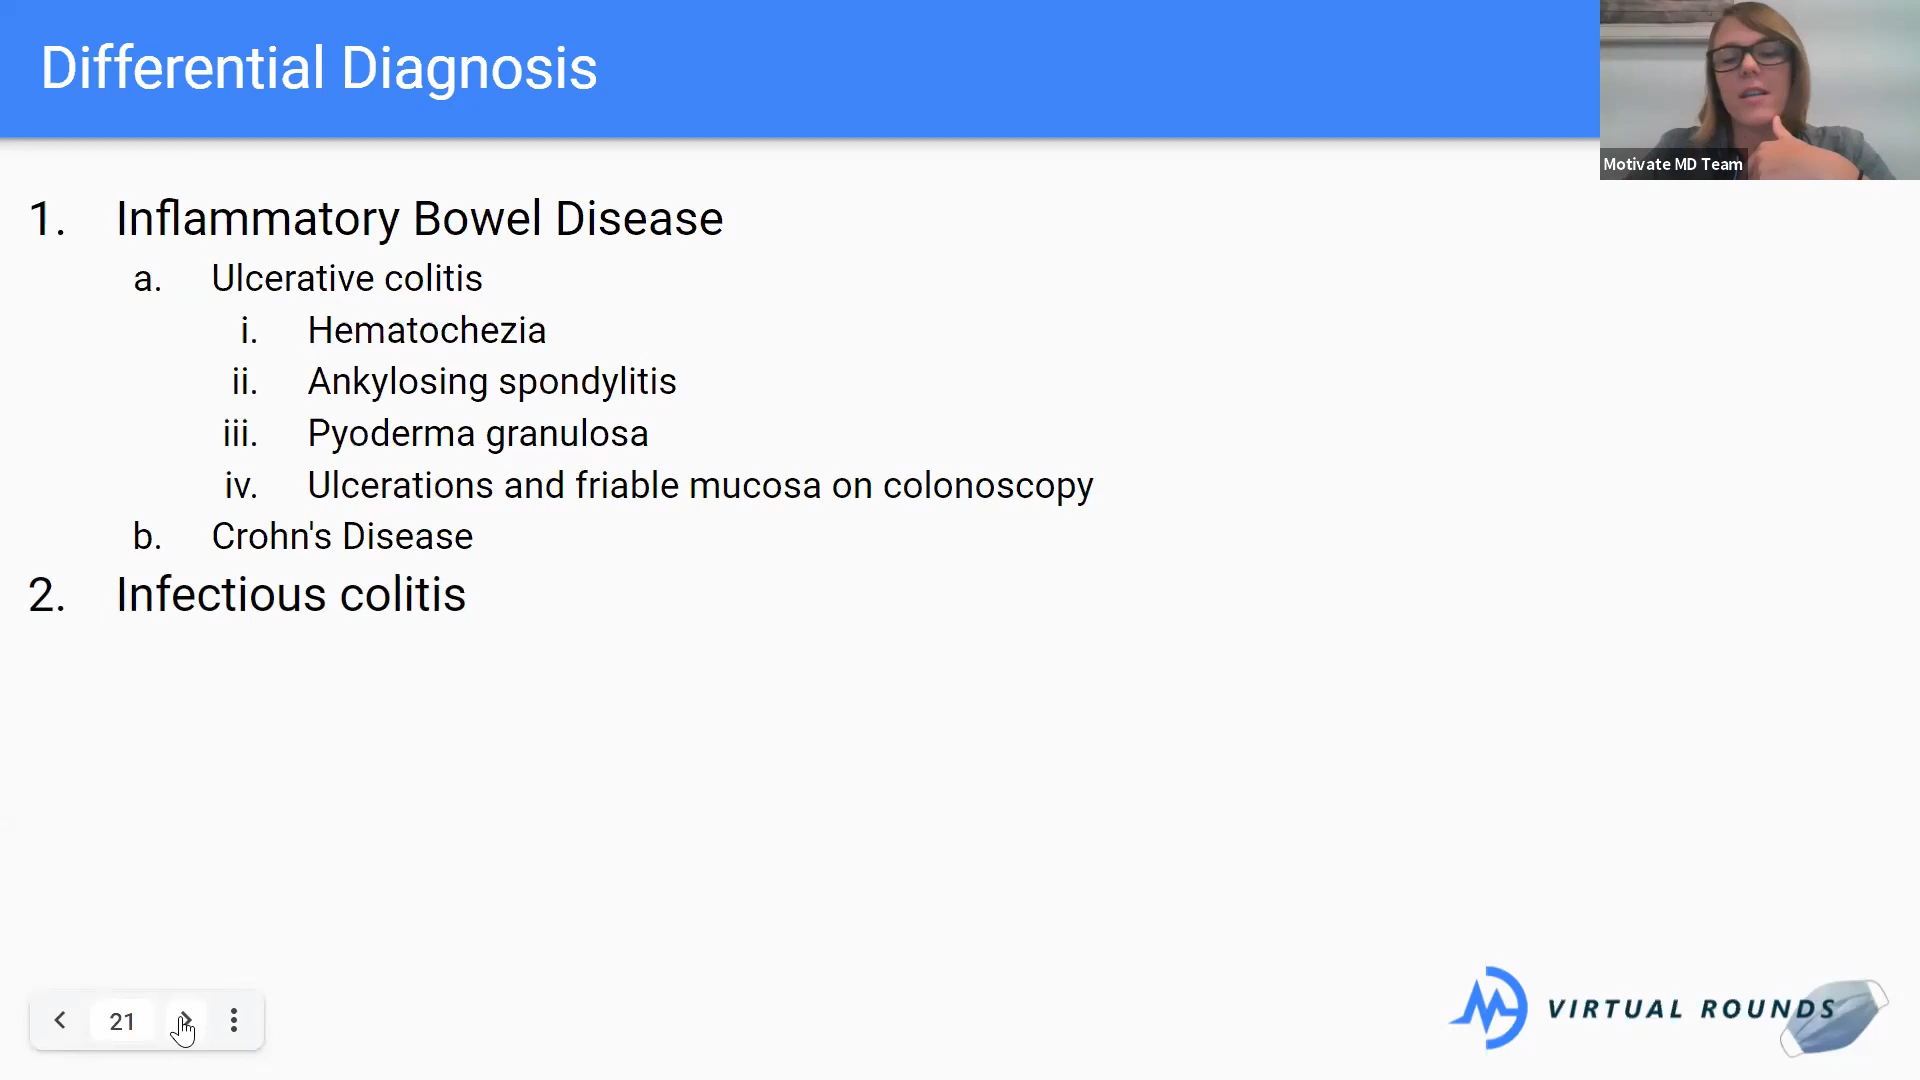 Differential Diagnosis
Motivate MD Team
1. Inflammatory Bowel Disease
a. Ulcerative colitis
i. Hematochezia
ii. Ankylosing spondylitis
iii. Pyoderma granulosa
iv. Ulcerations and friable mucosa on colonoscopy
b. Crohn's Disease
2. Infectious colitis
21
VIRTUAL ROUNDS